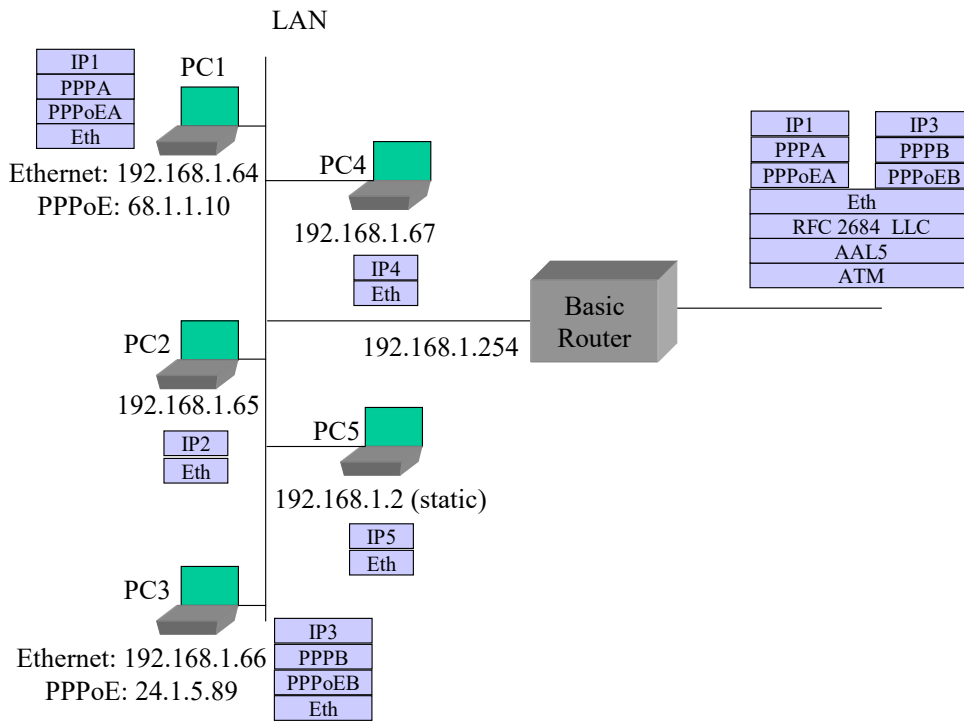 LAN
IP1
PPPA
PPPoEA
Eth
PC1
Ethernet: 192.168.1.64
PPPoE: 68.1.1.10
PC4
192.168.1.67
IP4
Eth
IP1
PPPA
PPPoEA
IP3
PPPB
PPPoEB
Eth
RFC 2684 LLC
AAL5
ATM
Basic
Router
192.168.1.254
PC2
192.168.1.65
IP2
Eth
PC5
192.168.1.2 (static)
IP5
Eth
PC3
Ethernet: 192.168.1.66
PPPoE: 24.1.5.89
IP3
PPPB
PPPoEB
Eth